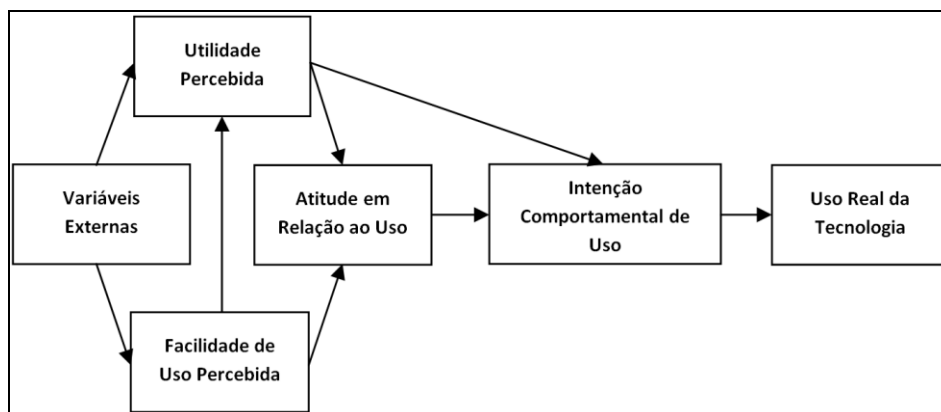 Utilidade
Percebida
Variáveis
Externas
Atitude em
Relação ao Uso
Intenção
Comportamental de
Uso
Uso Real da
Tecnologia
Facilidade de
Uso Percebida